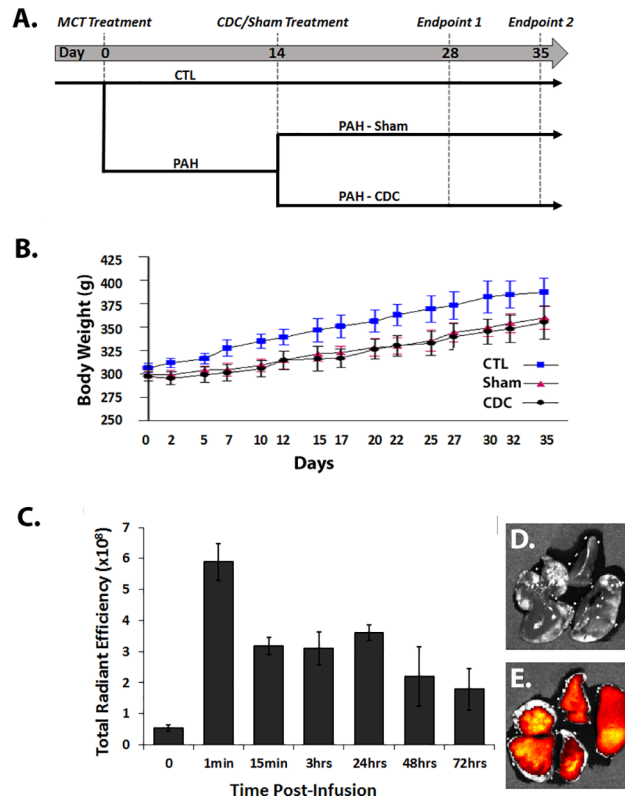 A.
MCT Treatment CDC/Sham Treatment Endpoint 1 Endpoint 2
Day 0 14 28 35
CTL
PAH - Sham
PAH
PAH - CDC
B.
Body Weight (g)
425
400
375
350
325
300
275
250
CTL
Sham
CDC
0 2 5 7 10 12 15 17 20 22 25 27 30 32 35
Days
C.
Total Radiant Efficiency (x10⁸)
7
6
5
4
3
2
1
0
0 1min 15min 3hrs 24hrs 48hrs 72hrs
Time Post-Infusion
D.
E.